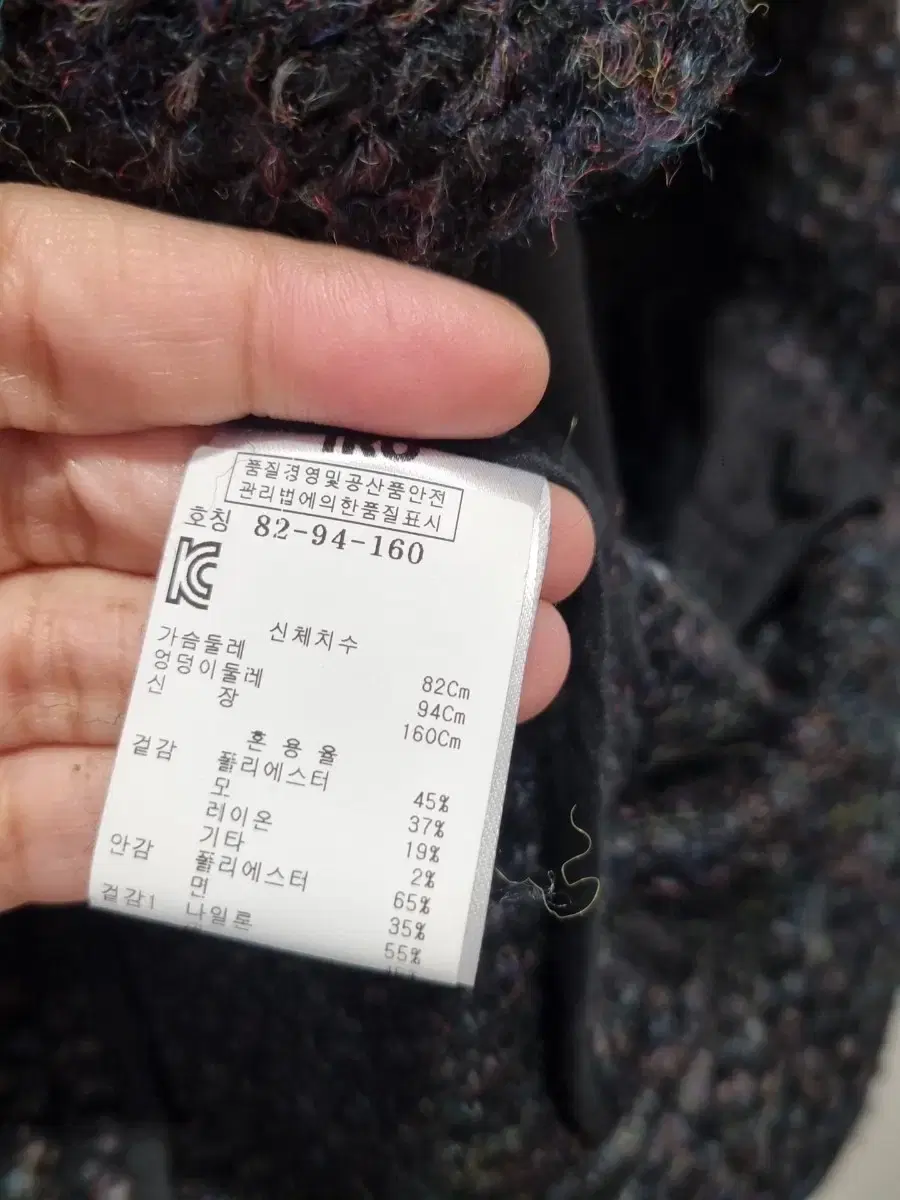 IRO
품질경영및공산품안전
관리법에의한품질표시
호칭 82-94-160
신체치수
가슴둘레 82Cm
엉덩이둘레 94Cm
신 장 160Cm
혼 용 율
겉감 폴리에스터 45%
모 37%
레이온 19%
기타 2%
안감 폴리에스터 65%
면 35%
겉감1 나일론 55%